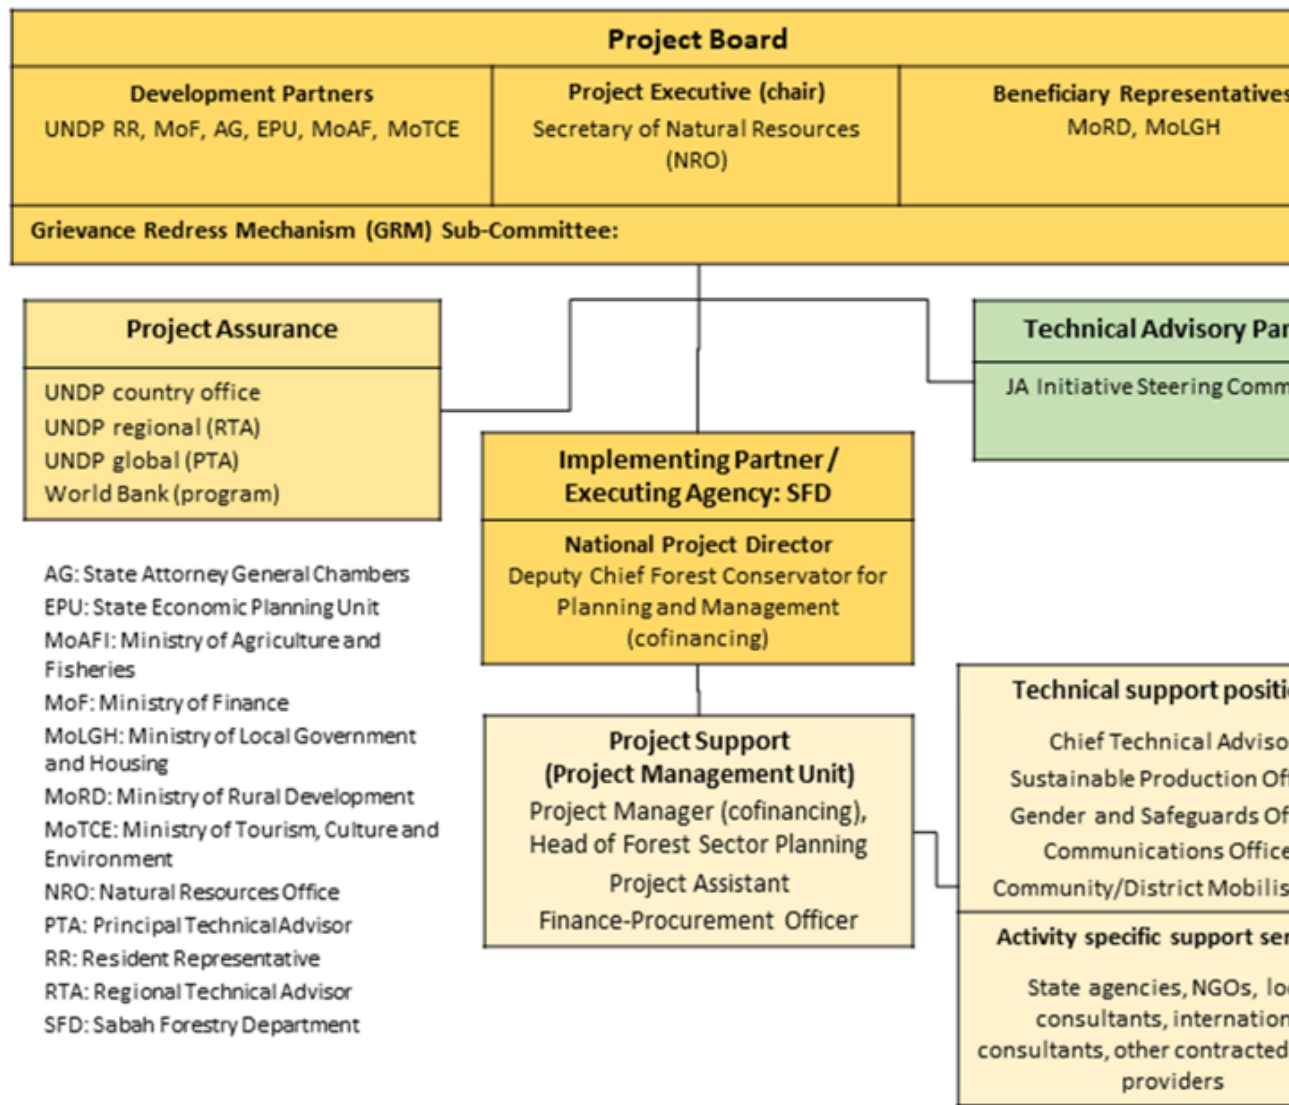 Project Board
Development Partners
UNDP RR, MoF, AG, EPU, MoAF, MoTCE
Project Executive (chair)
Secretary of Natural Resources
(NRO)
Beneficiary Representatives
MoRD, MoLGH
Grievance Redress Mechanism (GRM) Sub-Committee:
Project Assurance
UNDP country office
UNDP regional (RTA)
UNDP global (PTA)
World Bank (program)
Technical Advisory
JA Initiative Steering
Implementing Partner /
Executing Agency: SFD
National Project Director
Deputy Chief Forest Conservator for
Planning and Management
(cofinancing)
AG: State Attorney General Chambers
EPU: State Economic Planning Unit
MoAFI: Ministry of Agriculture and
Fisheries
MoF: Ministry of Finance
MoLGH: Ministry of Local Government
and Housing
MoRD: Ministry of Rural Development
MoTCE: Ministry of Tourism, Culture and
Environment
NRO: Natural Resources Office
PTA: Principal Technical Advisor
RR: Resident Representative
RTA: Regional Technical Advisor
SFD: Sabah Forestry Department
Project Support
(Project Management Unit)
Project Manager (cofinancing),
Head of Forest Sector Planning
Project Assistant
Finance-Procurement Officer
Technical support
Chief Technical
Sustainable Production
Gender and Safeguards
Communications
Community/District
Activity specific support
State agencies, NGOs,
consultants,
consultants, other contracted
providers